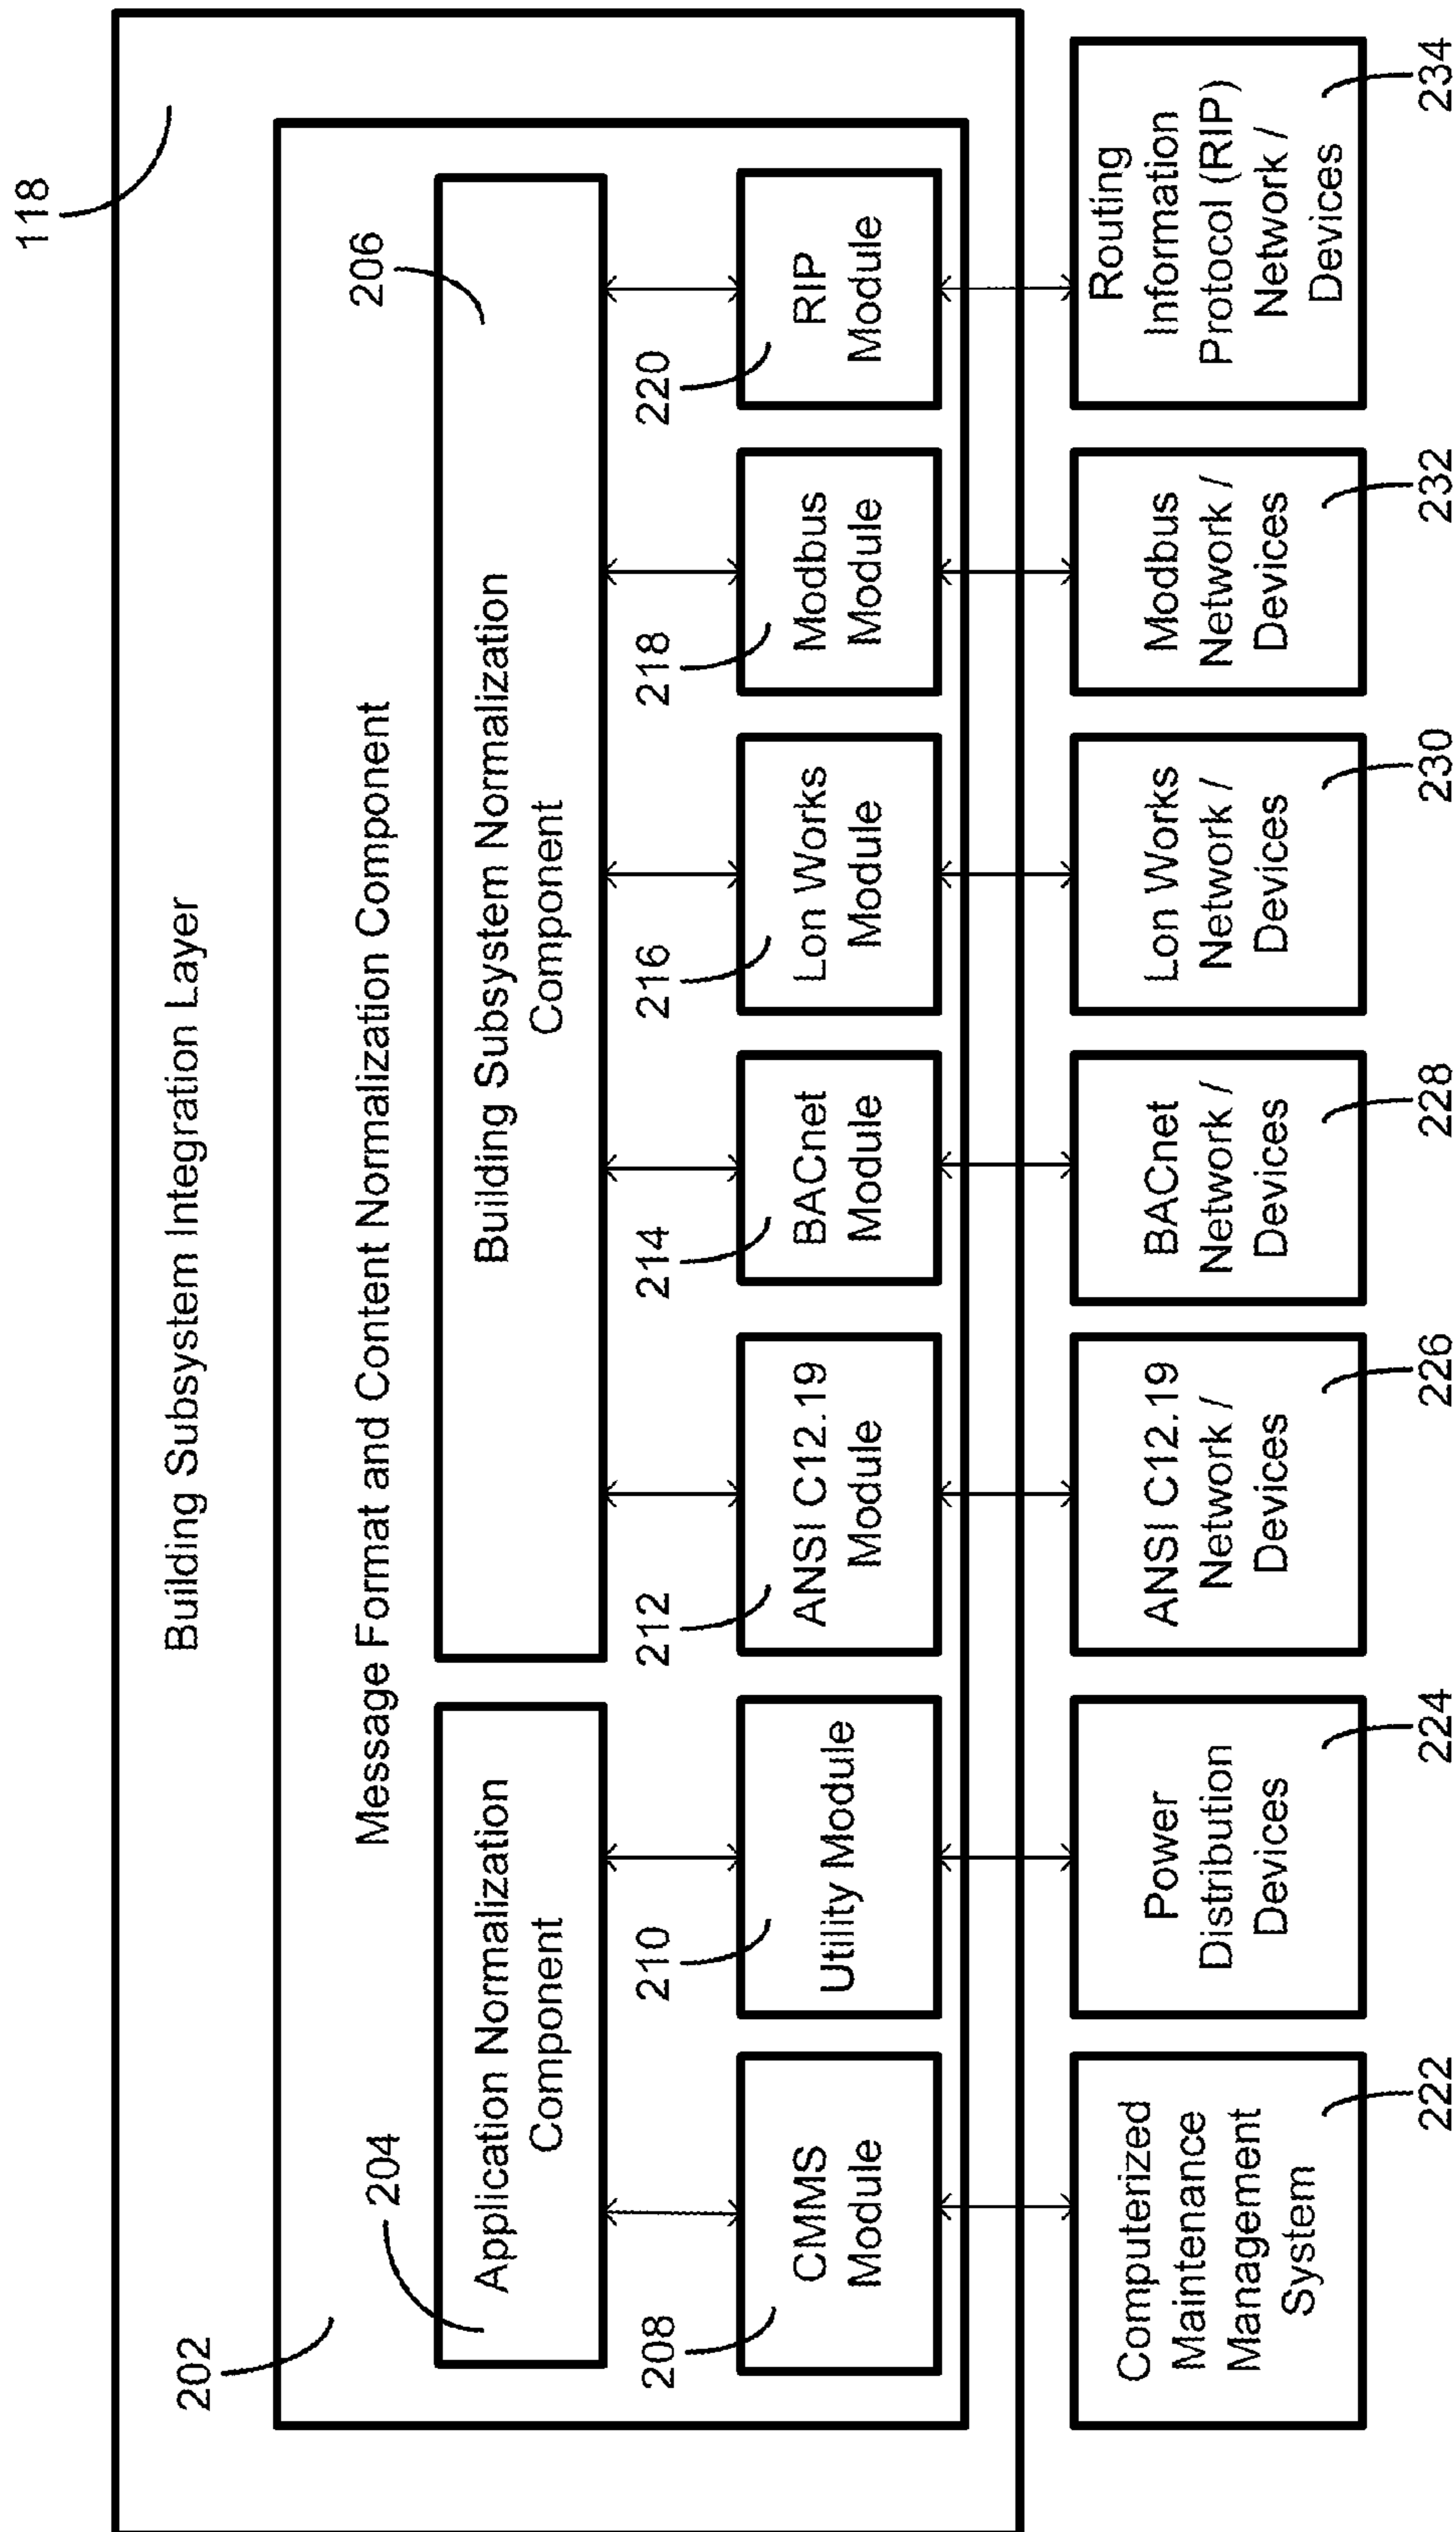 118
Building Subsystem Integration Layer
202
Message Format and Content Normalization Component
204
Application Normalization
Component
206
Building Subsystem Normalization
Component
208
CMMS
Module
210
Utility Module
212
ANSI C12.19
Module
214
BACnet
Module
216
Lon Works
Module
218
Modbus
Module
220
RIP
Module
Computerized
Maintenance
Management
System
222
Power
Distribution
Devices
224
ANSI C12.19
Network /
Devices
226
BACnet
Network /
Devices
228
Lon Works
Network /
Devices
230
Modbus
Network /
Devices
232
Routing
Information
Protocol (RIP)
Network /
Devices
234